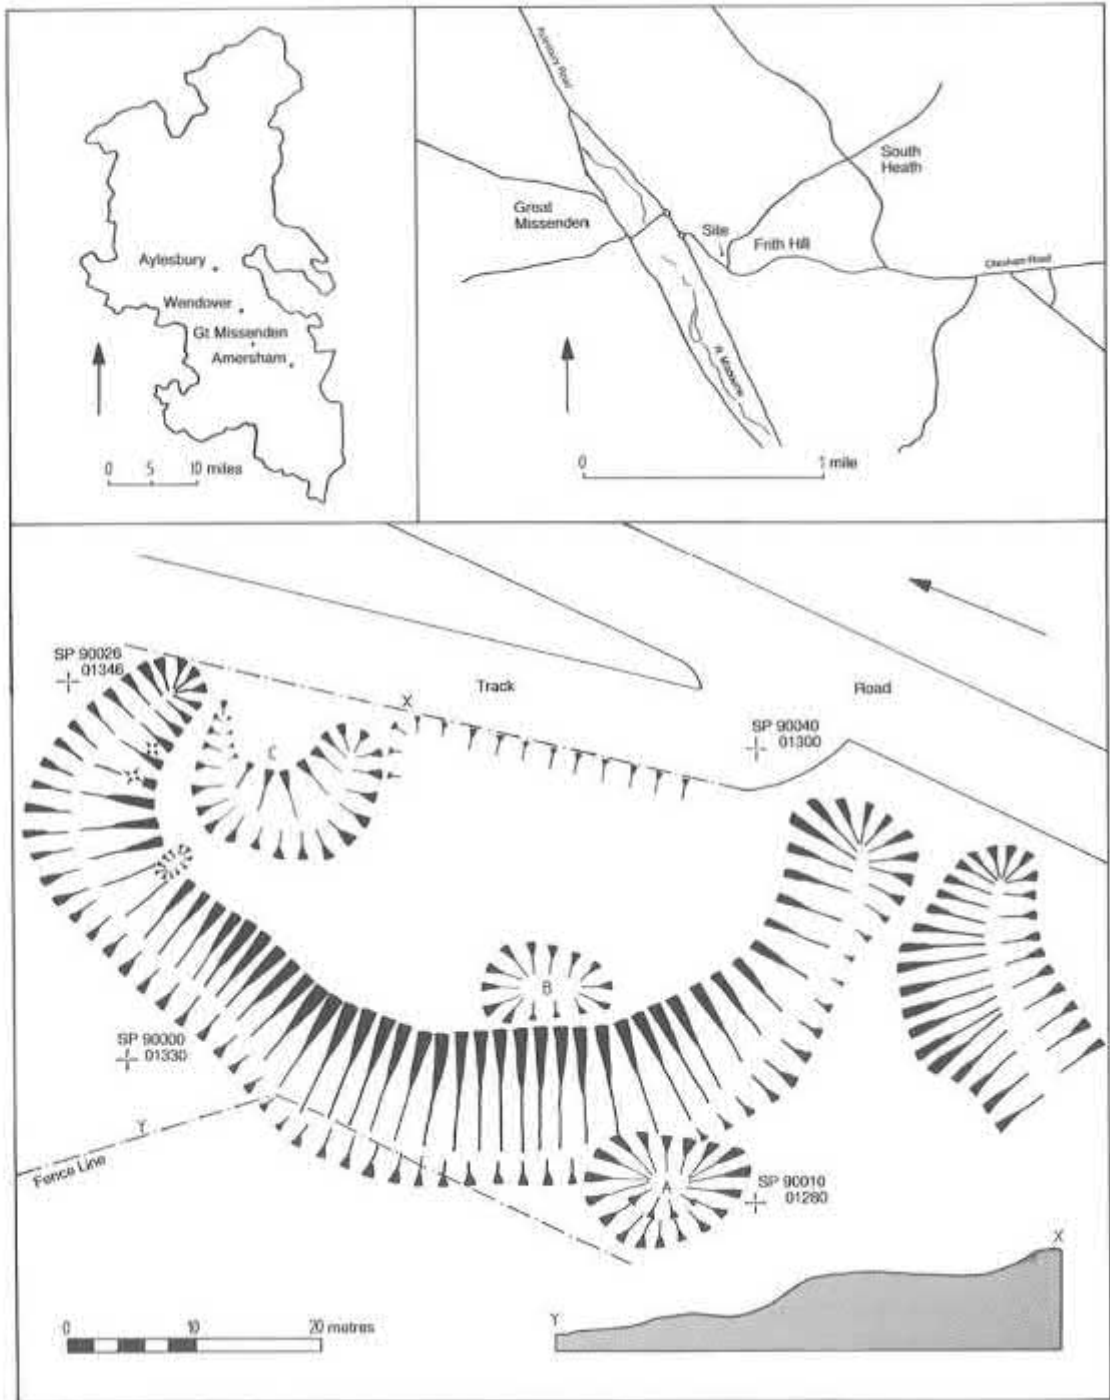 Aylesbury
Wendover
Gt Missenden
Amersham
0 5 10 miles
Aylesbury Road
South
Heath
Great
Missenden
Site
Frith Hill
Chesham Road
R. Misbourne
0 1 mile
SP 90026
01346
X
Track
Road
SP 90040
01300
C
B
SP 90000
01330
Y
Fence Line
A
SP 90010
01280
X
Y
0 10 20 metres